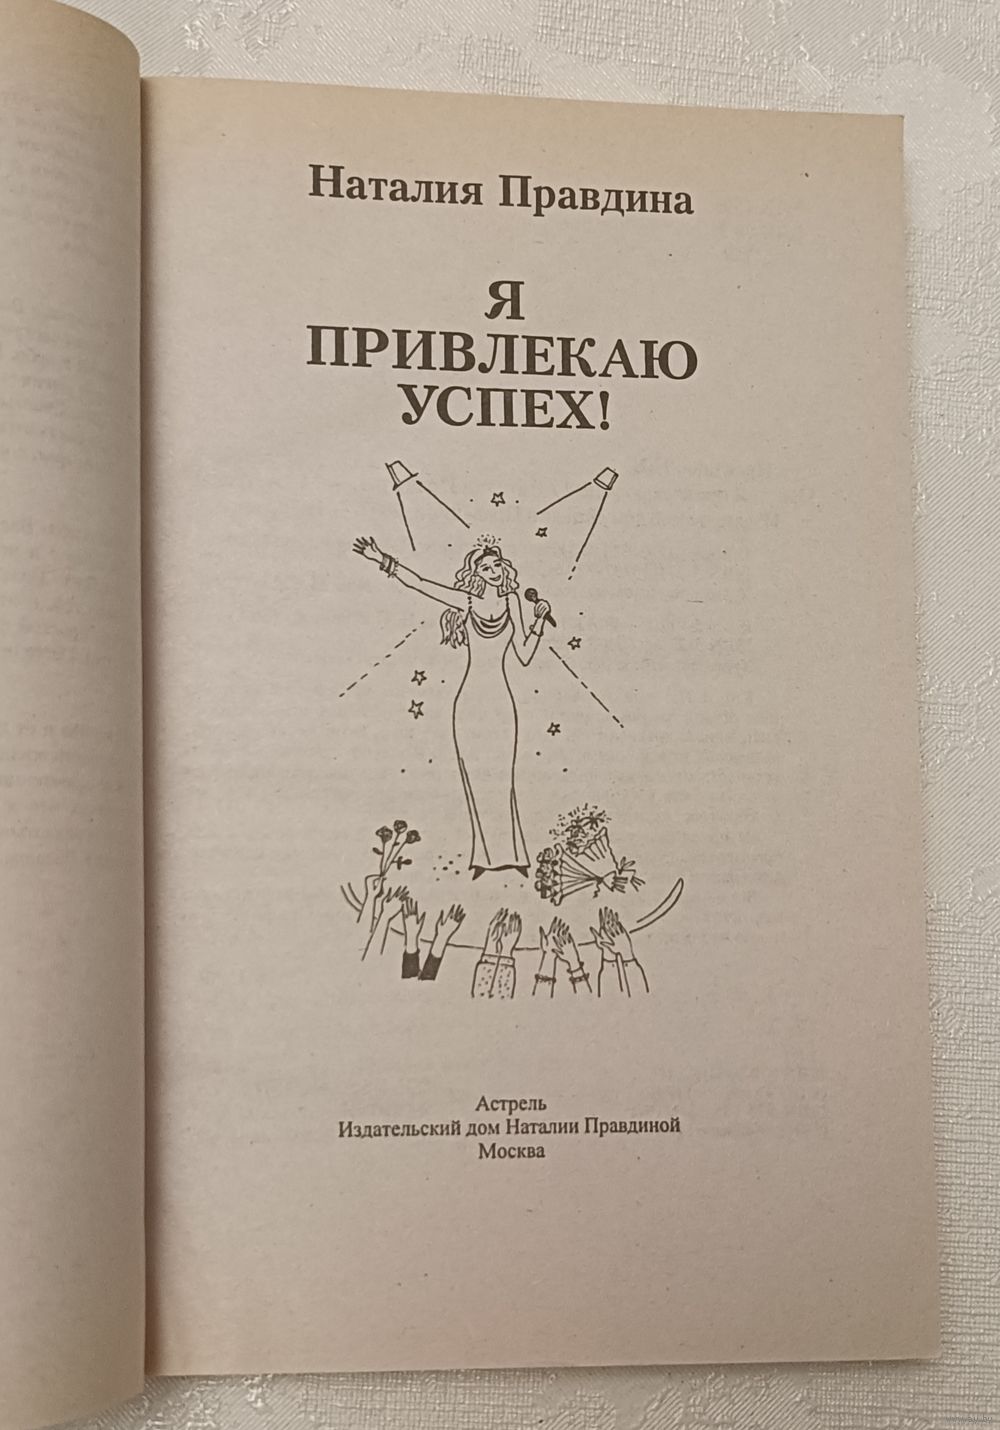 Наталия Правдина
Я
ПРИВЛЕКАЮ
УСПЕХ!
Астрель
Издательский дом Наталии Правдиной
Москва